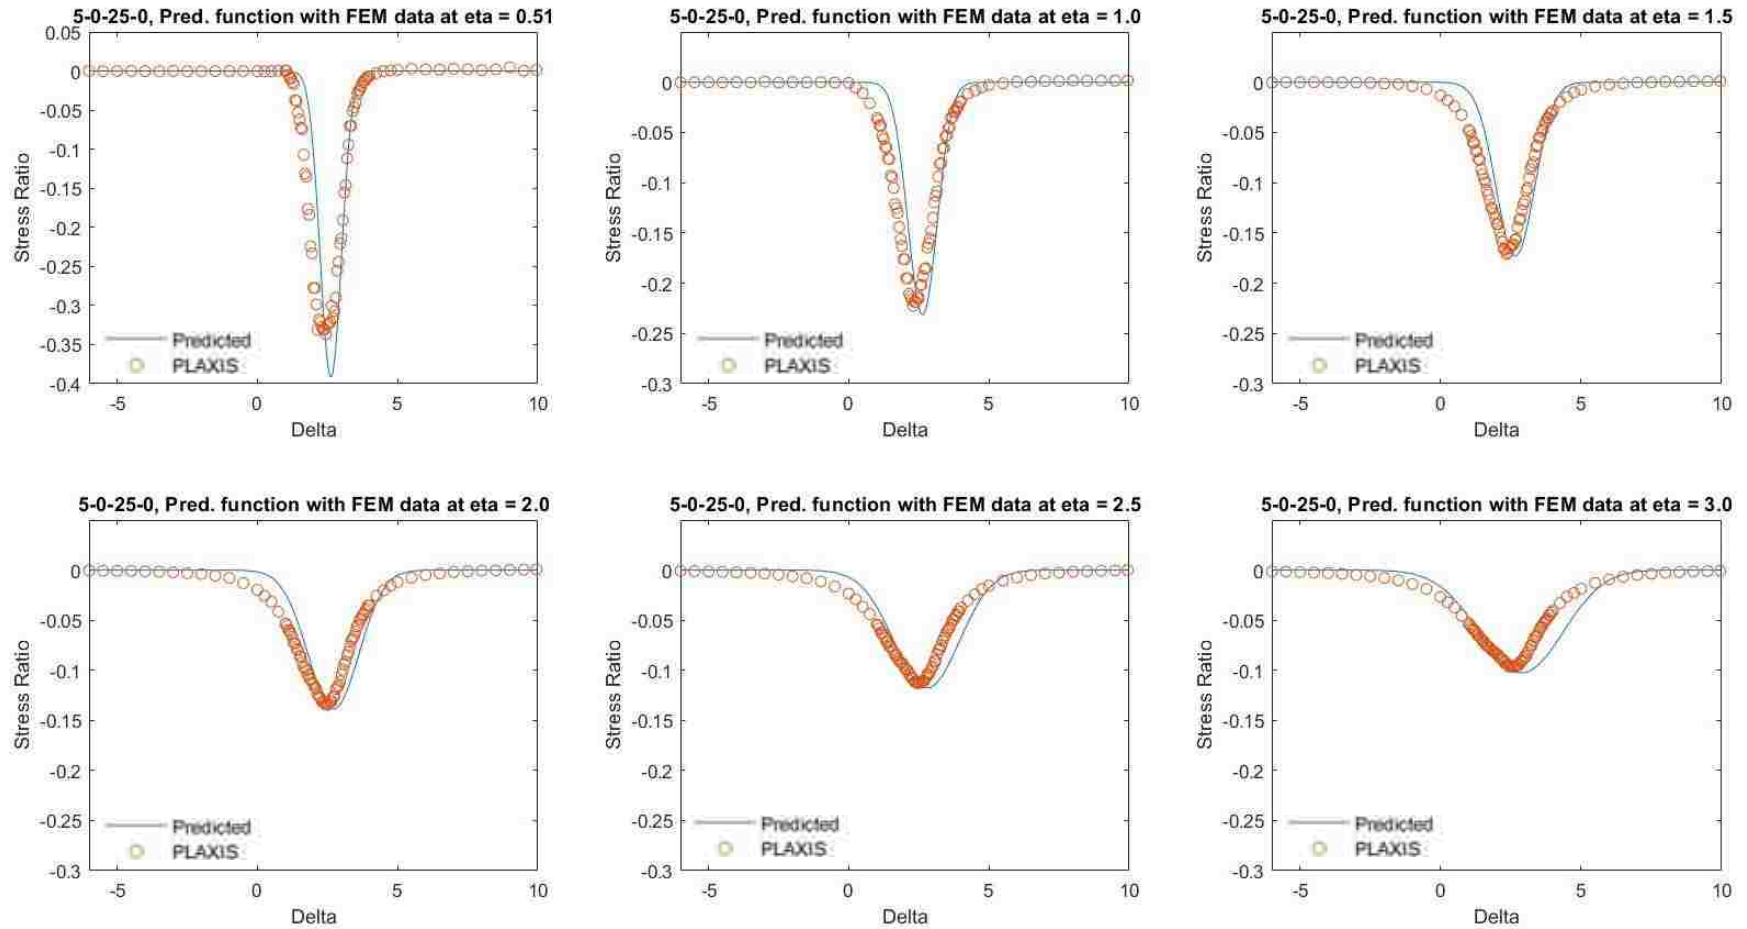 5-0-25-0, Pred. function with FEM data at eta = 0.51
0.05
0
-0.05
-0.1
-0.15
-0.2
-0.25
-0.3
-0.35
-0.4
Stress Ratio
Predicted
PLAXIS
-5 0 5 10
Delta
5-0-25-0, Pred. function with FEM data at eta = 1.0
0
-0.05
-0.1
-0.15
-0.2
-0.25
-0.3
Stress Ratio
Predicted
PLAXIS
-5 0 5 10
Delta
5-0-25-0, Pred. function with FEM data at eta = 1.5
0
-0.05
-0.1
-0.15
-0.2
-0.25
-0.3
Stress Ratio
Predicted
PLAXIS
-5 0 5 10
Delta
5-0-25-0, Pred. function with FEM data at eta = 2.0
0
-0.05
-0.1
-0.15
-0.2
-0.25
-0.3
Stress Ratio
Predicted
PLAXIS
-5 0 5 10
Delta
5-0-25-0, Pred. function with FEM data at eta = 2.5
0
-0.05
-0.1
-0.15
-0.2
-0.25
-0.3
Stress Ratio
Predicted
PLAXIS
-5 0 5 10
Delta
5-0-25-0, Pred. function with FEM data at eta = 3.0
0
-0.05
-0.1
-0.15
-0.2
-0.25
-0.3
Stress Ratio
Predicted
PLAXIS
-5 0 5 10
Delta